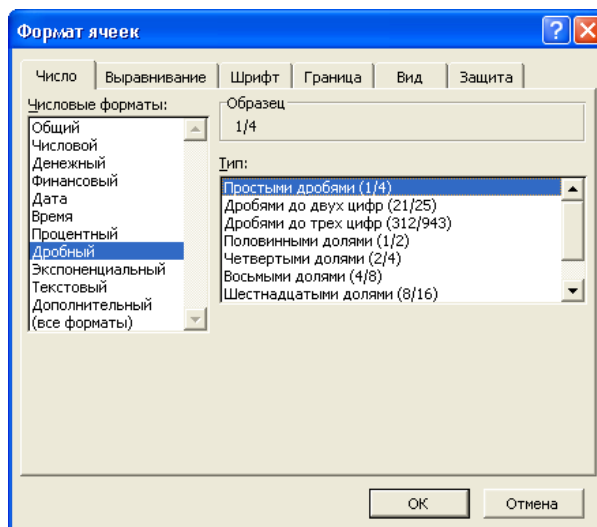 Формат ячеек
Число Выравнивание Шрифт Граница Вид Защита
Числовые форматы:
Общий
Числовой
Денежный
Финансовый
Дата
Время
Процентный
Дробный
Экспоненциальный
Текстовый
Дополнительный
(все форматы)
Образец
1/4
Тип:
Простыми дробями (1/4)
Дробями до двух цифр (21/25)
Дробями до трех цифр (312/943)
Половинными долями (1/2)
Четвертыми долями (2/4)
Восьмыми долями (4/8)
Шестнадцатыми долями (8/16)
ОК Отмена